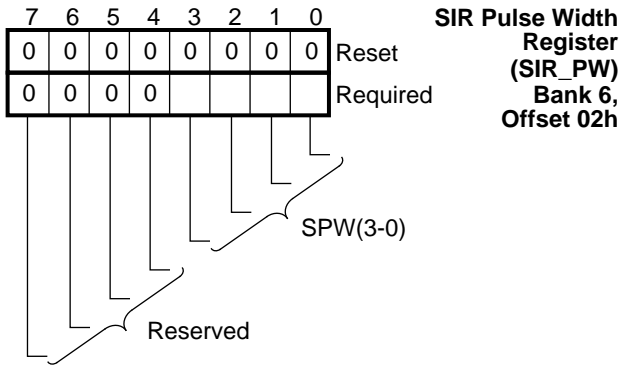 7 6 5 4 3 2 1 0
0 0 0 0 0 0 0 0 Reset
0 0 0 0 Required
SIR Pulse Width
Register
(SIR_PW)
Bank 6,
Offset 02h
SPW(3-0)
Reserved